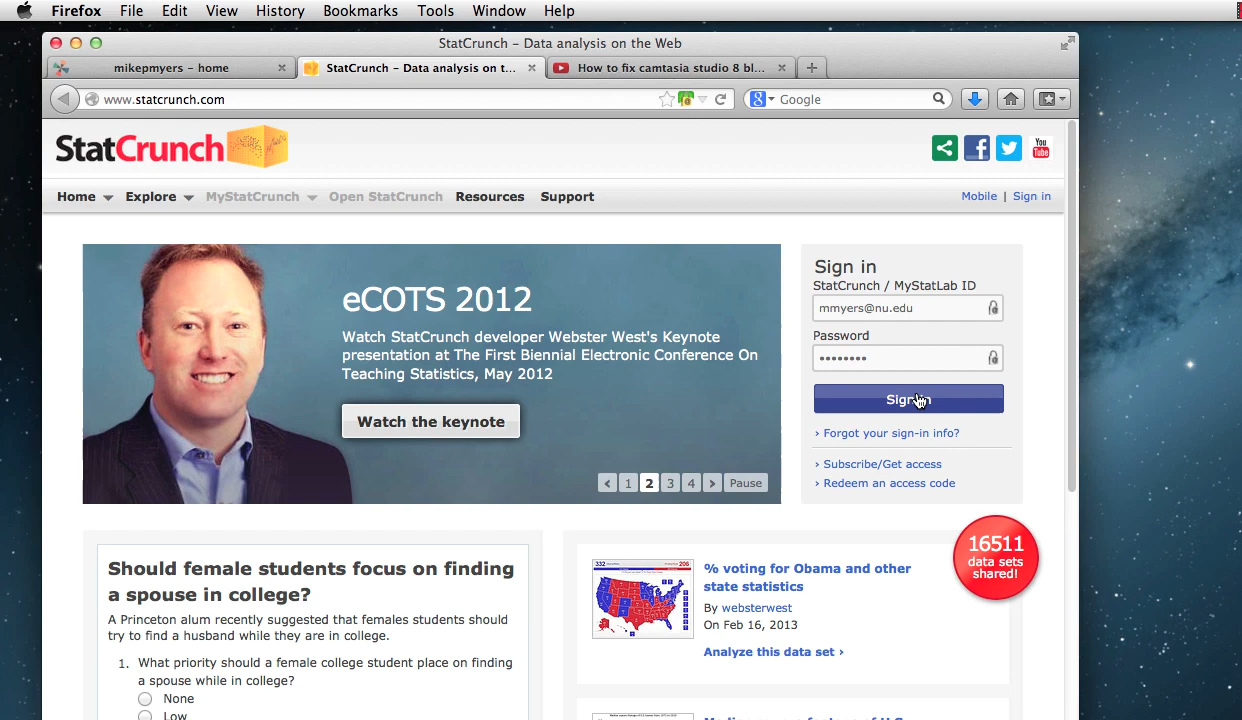 Firefox File Edit View History Bookmarks Tools Window Help
StatCrunch – Data analysis on the Web
mikepmyers – home
StatCrunch – Data analysis on t...
How to fix camtasia studio 8 bl...
www.statcrunch.com
Google
StatCrunch
You Tube
Home Explore MyStatCrunch Open StatCrunch Resources Support
Mobile | Sign in
eCOTS 2012
Watch StatCrunch developer Webster West's Keynote
presentation at The First Biennial Electronic Conference On
Teaching Statistics, May 2012
Watch the keynote
< 1 2 3 4 > Pause
Sign in
StatCrunch / MyStatLab ID
mmyers@nu.edu
Password
••••••••
Sign in
› Forgot your sign-in info?
› Subscribe/Get access
› Redeem an access code
Should female students focus on finding
a spouse in college?
A Princeton alum recently suggested that females students should
try to find a husband while they are in college.
1. What priority should a female college student place on finding
a spouse while in college?
None
Low
332 206
% voting for Obama and other
state statistics
By websterwest
On Feb 16, 2013
Analyze this data set ›
16511
data sets
shared!